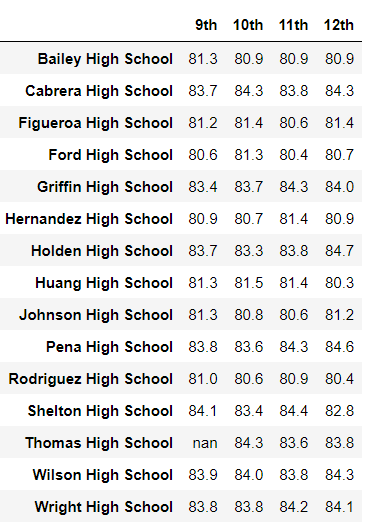 9th 10th 11th 12th
Bailey High School 81.3 80.9 80.9 80.9
Cabrera High School 83.7 84.3 83.8 84.3
Figueroa High School 81.2 81.4 80.6 81.4
Ford High School 80.6 81.3 80.4 80.7
Griffin High School 83.4 83.7 84.3 84.0
Hernandez High School 80.9 80.7 81.4 80.9
Holden High School 83.7 83.3 83.8 84.7
Huang High School 81.3 81.5 81.4 80.3
Johnson High School 81.3 80.8 80.6 81.2
Pena High School 83.8 83.6 84.3 84.6
Rodriguez High School 81.0 80.6 80.9 80.4
Shelton High School 84.1 83.4 84.4 82.8
Thomas High School nan 84.3 83.6 83.8
Wilson High School 83.9 84.0 83.8 84.3
Wright High School 83.8 83.8 84.2 84.1